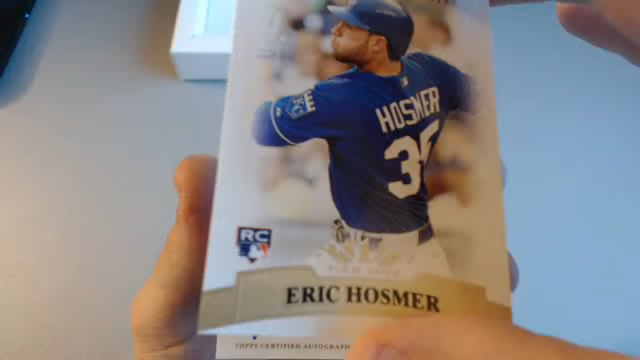 HOSMER
35
RC
ERIC HOSMER
TOPPS CERTIFIED AUTOGRAPH